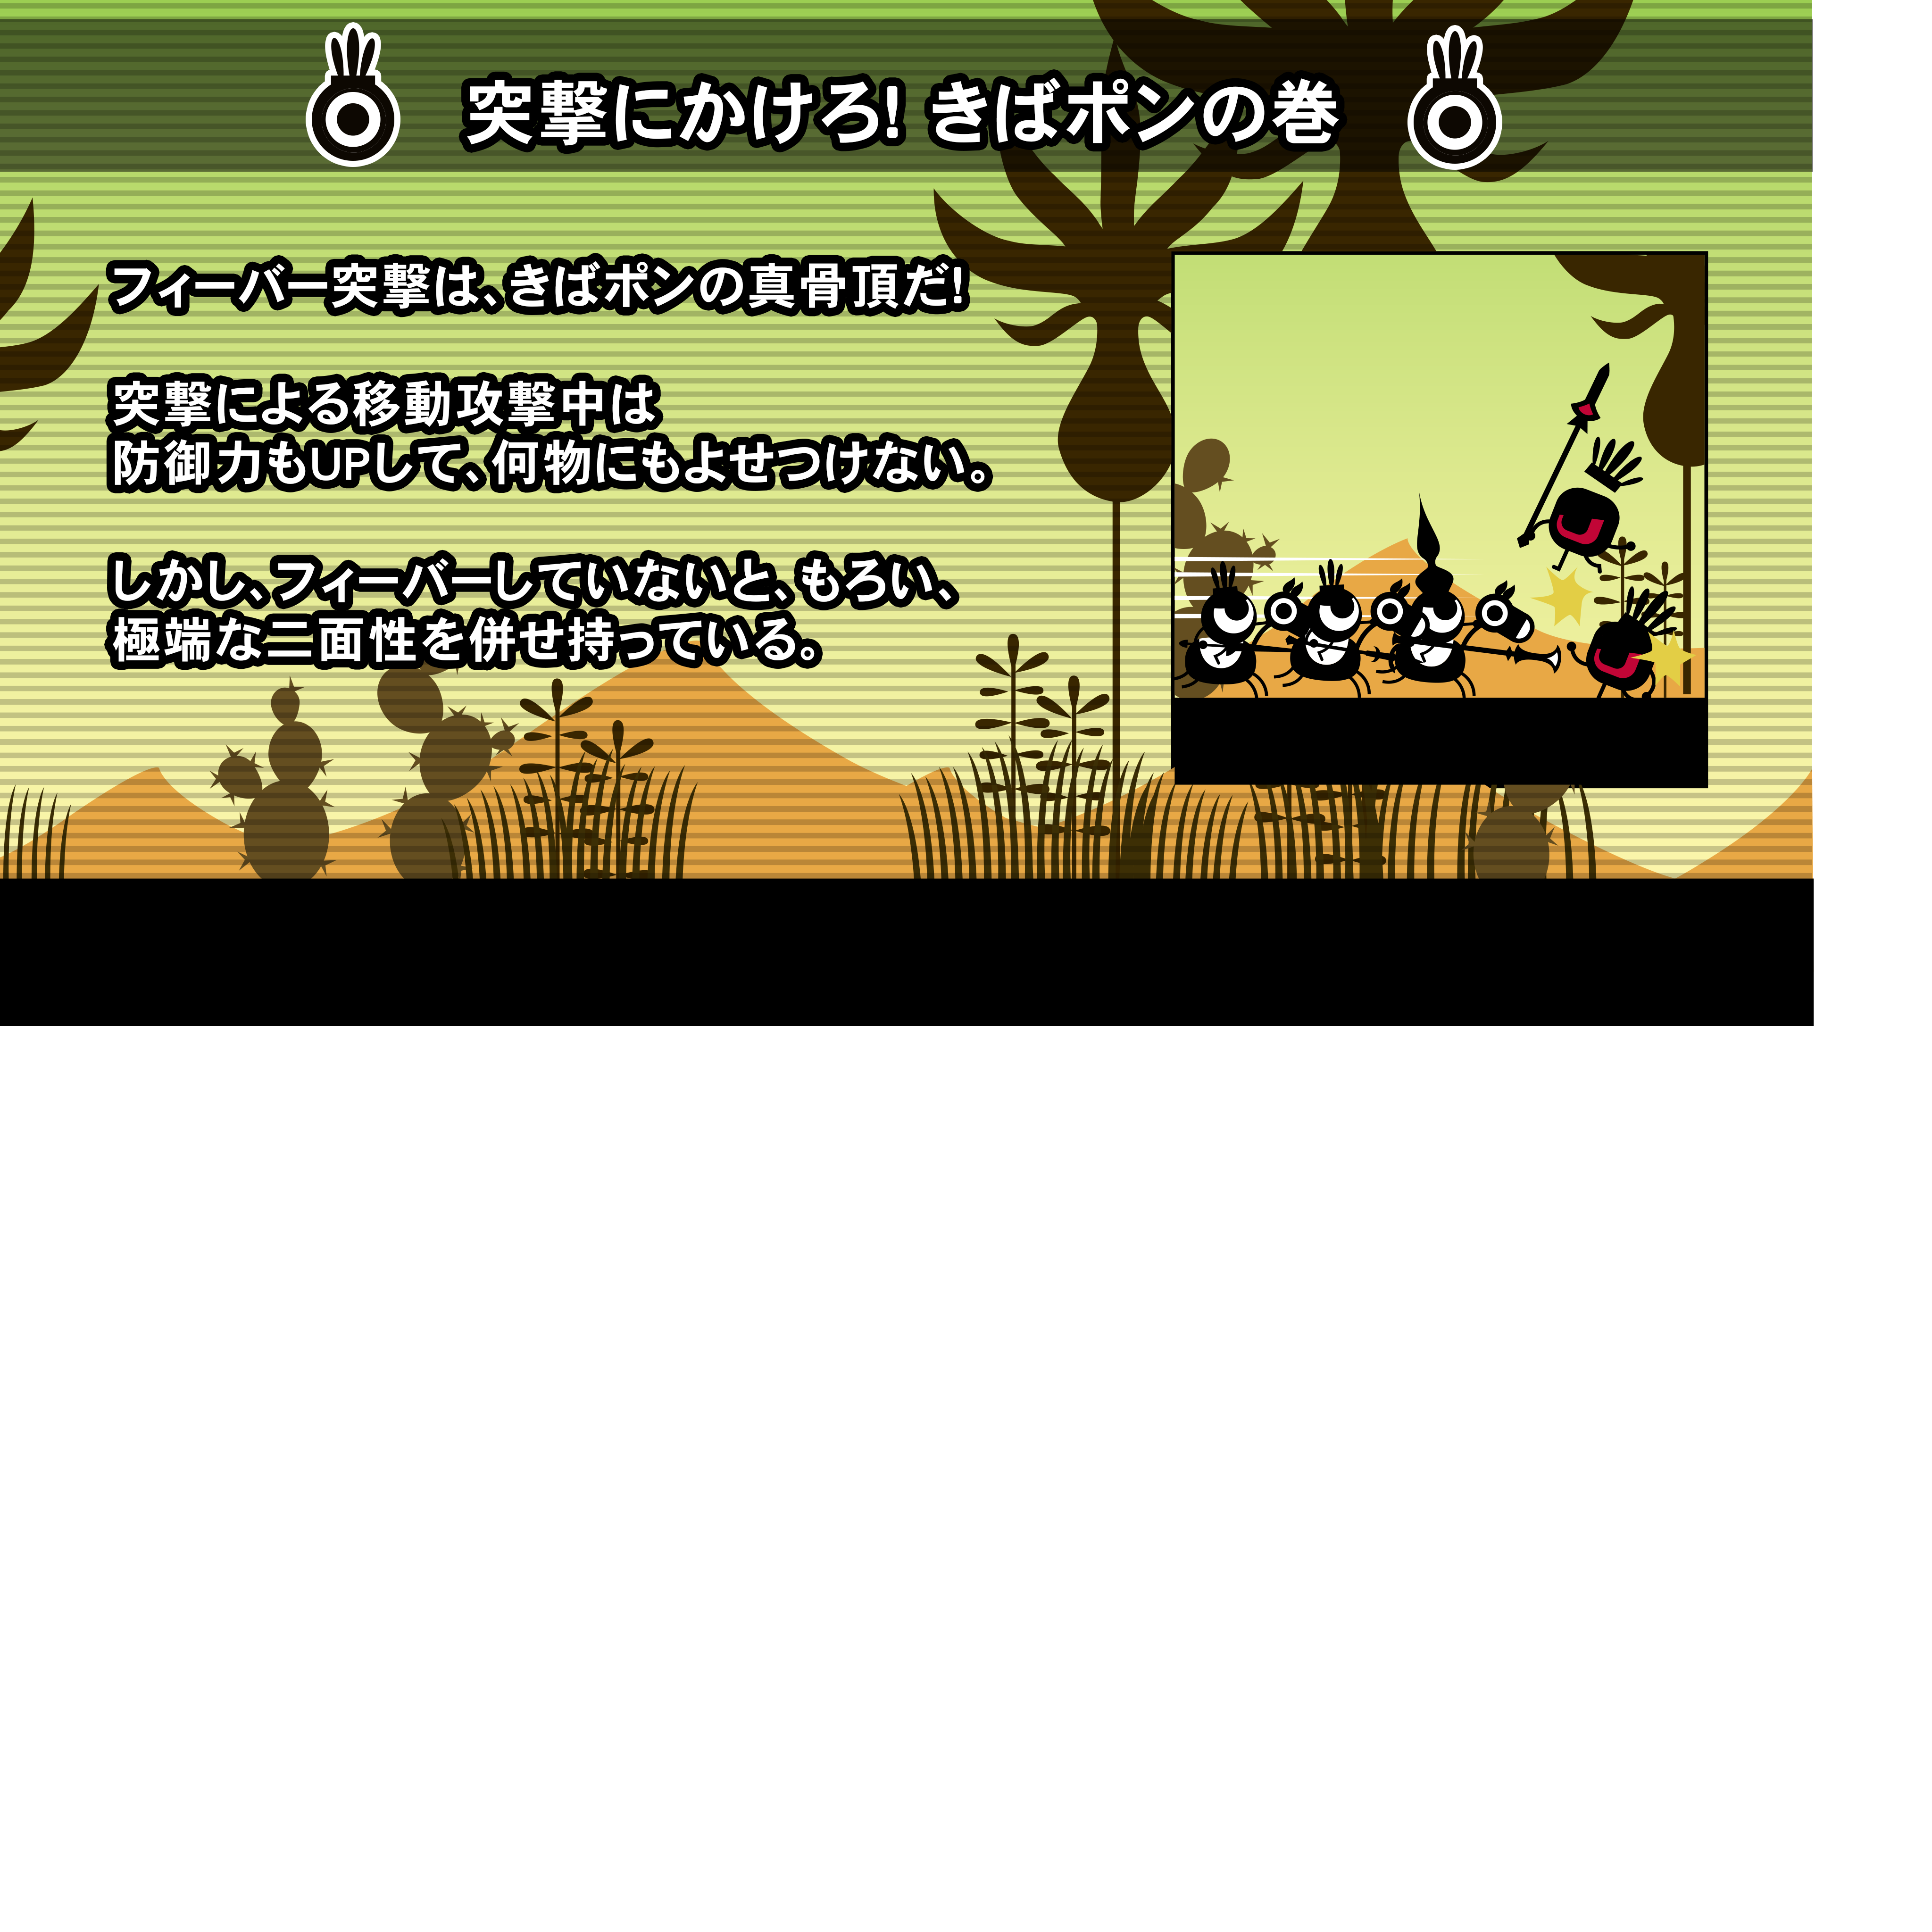 突撃にかけろ! きばポンの巻
フィーバー突撃は、きばポンの真骨頂だ!
突撃による移動攻撃中は
防御力もUPして、何物にもよせつけない。
しかし、フィーバーしていないと、もろい、
極端な二面性を併せ持っている。